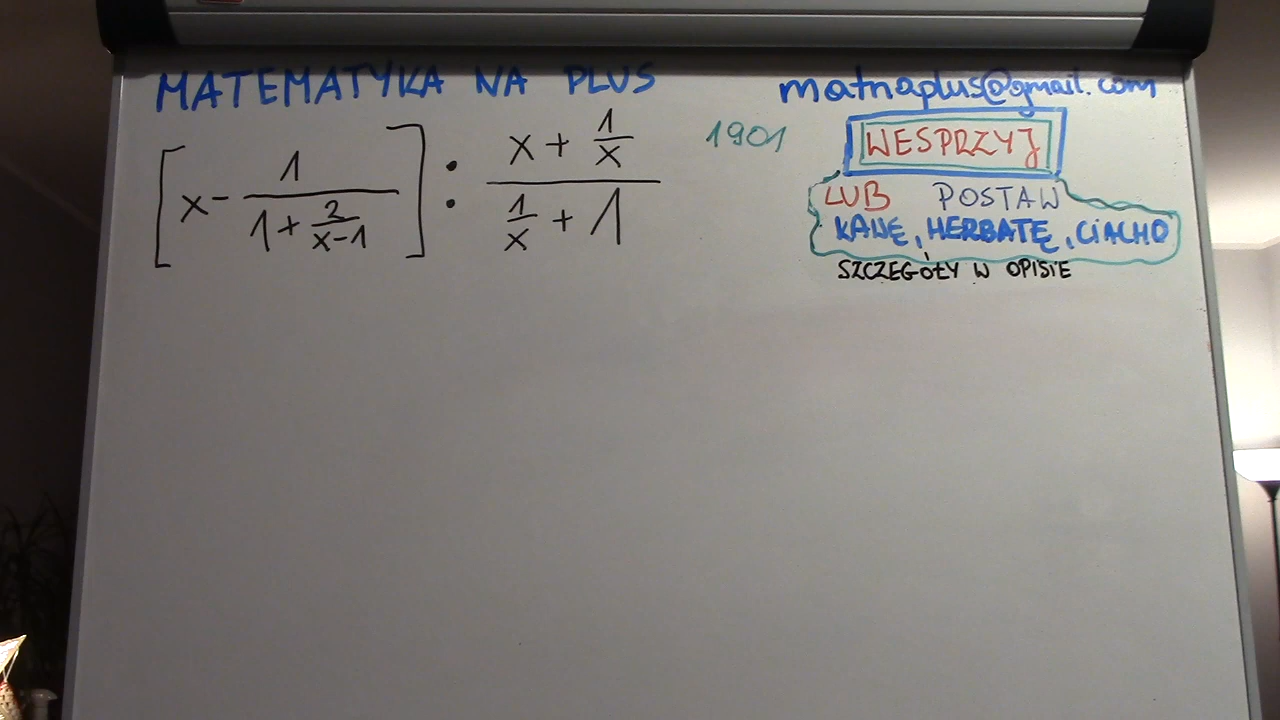 MATEMATYKA NA PLUS
matnaplus@gmail.com
[x - 1/(1 + 2/(x-1))] : (x + 1/x)/(1/x + 1)
1901
WESPRZYJ
LUB POSTAW
KAWĘ, HERBATĘ, CIACHO
SZCZEGÓŁY W OPISIE